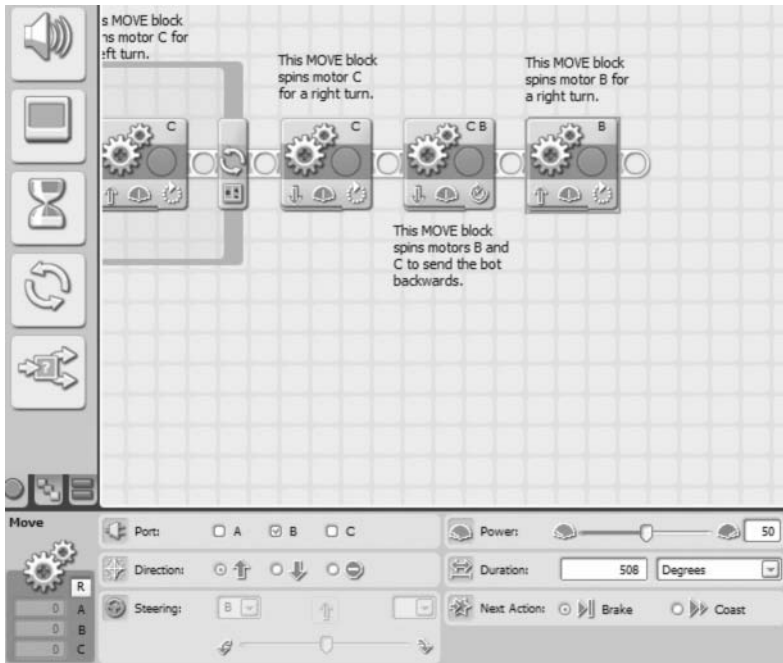 s MOVE block
ns motor C for
eft turn.
This MOVE block
spins motor C
for a right turn.
This MOVE block
spins motor B for
a right turn.
C
C
C B
B
This MOVE block
spins motors B and
C to send the bot
backwards.
Move
R
0 A
0 B
0 C
Port: A B C
Direction:
Steering: B
Power: 50
Duration: 508 Degrees
Next Action: Brake Coast